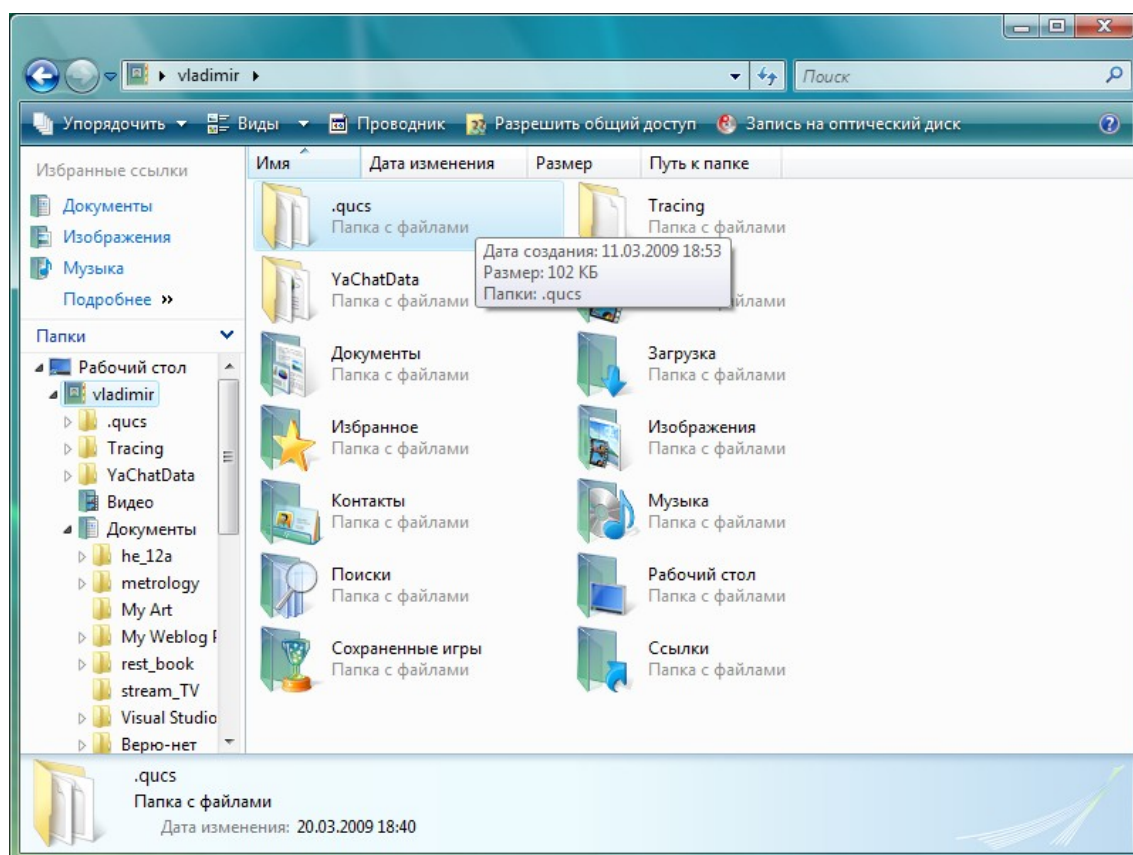 vladimir
Поиск
Упорядочить Виды Проводник Разрешить общий доступ Запись на оптический диск
Избранные ссылки
Документы
Изображения
Музыка
Подробнее »
Папки
Рабочий стол
vladimir
.qucs
Tracing
YaChatData
Видео
Документы
he_12a
metrology
My Art
My Weblog
rest_book
stream_TV
Visual Studio
Верю-нет
Имя Дата изменения Размер Путь к папке
.qucs
Папка с файлами
Tracing
Папка с файлами
YaChatData
Папка с файлами
йлами
Дата создания: 11.03.2009 18:53
Размер: 102 КБ
Папки: .qucs
Документы
Папка с файлами
Загрузка
Папка с файлами
Избранное
Папка с файлами
Изображения
Папка с файлами
Контакты
Папка с файлами
Музыка
Папка с файлами
Поиски
Папка с файлами
Рабочий стол
Папка с файлами
Сохраненные игры
Папка с файлами
Ссылки
Папка с файлами
.qucs
Папка с файлами
Дата изменения: 20.03.2009 18:40